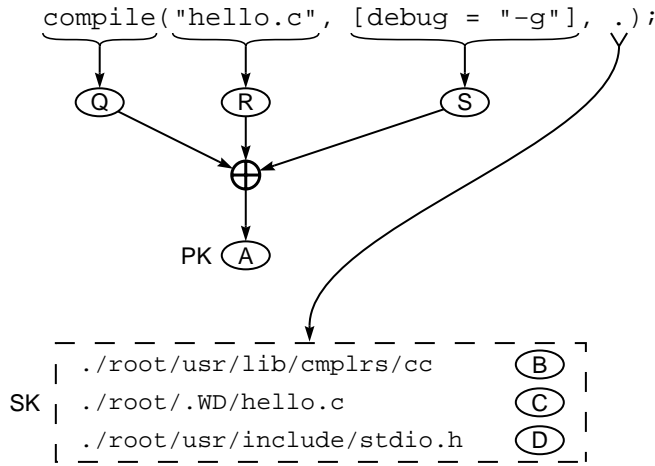 compile("hello.c", [debug = "-g"], .);
Q R S
PK A
./root/usr/lib/cmplrs/cc B
SK ./root/.WD/hello.c C
./root/usr/include/stdio.h D